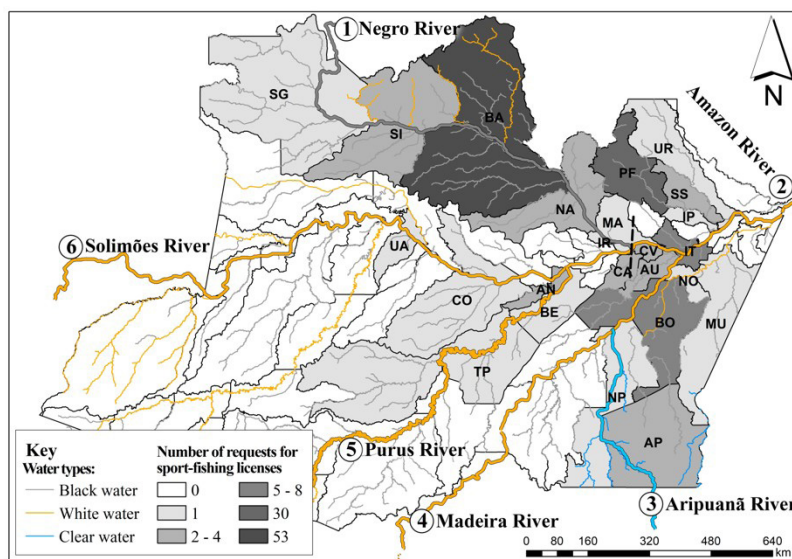 1 Negro River
N
SG
BA
SI
Amazon River
UR
PF
2
SS
IP
NA
MA
6 Solimões River
UA
IR
CV
IT
CA
AU
NO
CO
AN
BE
BO
MU
TP
NP
AP
5 Purus River
4 Madeira River
3 Aripuanã River
Key
Water types:
Black water
White water
Clear water
Number of requests for
sport-fishing licenses
0
1
2 - 4
5 - 8
30
53
0 80 160 320 480 640
km